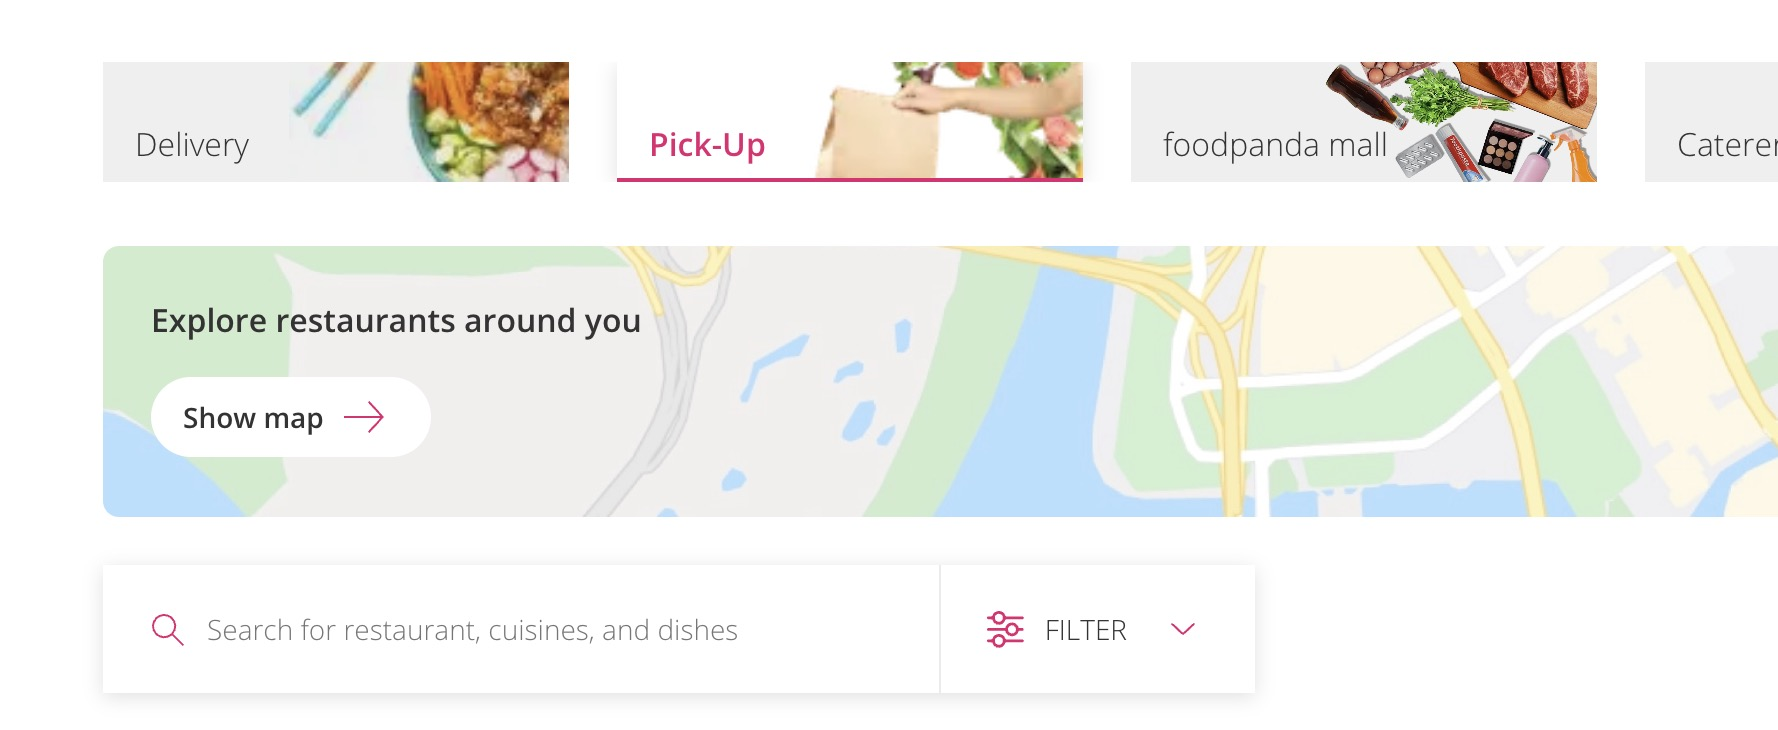 Delivery
Pick-Up
foodpanda mall
Explore restaurants around you
Show map
Search for restaurant, cuisines, and dishes
FILTER